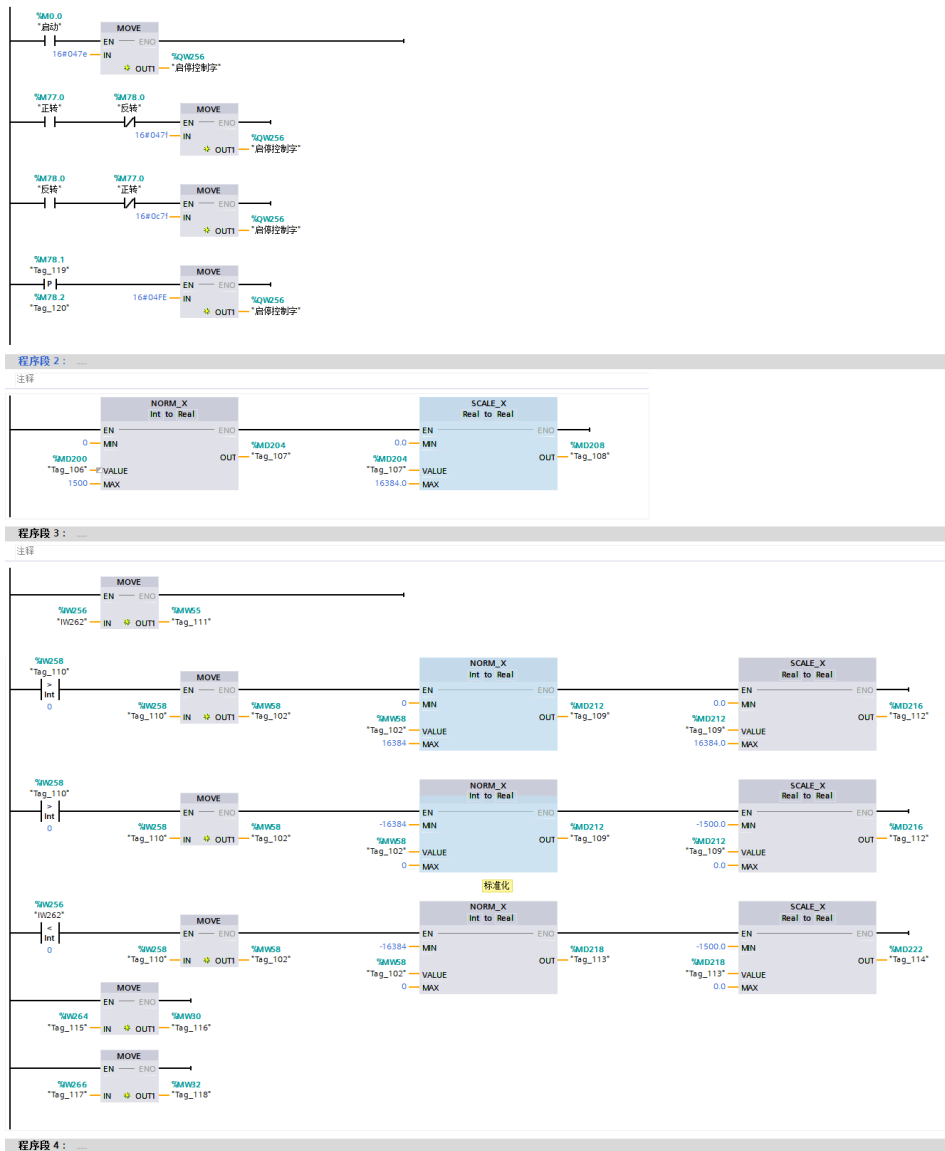 %M0.0
"启动"
MOVE
EN ENO
16#047e IN
%QW256
OUT1 "启停控制字"
%M77.0 %M78.0
"正转" "反转"
MOVE
EN ENO
16#047f IN
%QW256
OUT1 "启停控制字"
%M78.0 %M77.0
"反转" "正转"
MOVE
EN ENO
16#0c7f IN
%QW256
OUT1 "启停控制字"
%M78.1
"Tag_119"
MOVE
P
EN ENO
%M78.2
"Tag_120"
16#04FE IN
%QW256
OUT1 "启停控制字"
程序段 2： .....
注释
NORM_X SCALE_X
Int to Real Real to Real
EN ENO EN ENO
0 MIN 0.0 MIN
%MD204 %MD208
OUT "Tag_107" OUT "Tag_108"
%MD200 %MD204
"Tag_106" VALUE "Tag_107" VALUE
1500 MAX 16384.0 MAX
程序段 3： .....
注释
MOVE
EN ENO
%IW256 %MW55
"IW262" IN OUT1 "Tag_111"
%IW258
"Tag_110"
>
Int
0
MOVE
EN ENO
%IW258 %MW58
"Tag_110" IN OUT1 "Tag_102"
NORM_X
Int to Real
EN ENO
0 MIN
%MD212
OUT "Tag_109"
%MW58
"Tag_102" VALUE
16384 MAX
SCALE_X
Real to Real
EN ENO
0.0 MIN
%MD216
OUT "Tag_112"
%MD212
"Tag_109" VALUE
16384.0 MAX
%IW258
"Tag_110"
>
Int
0
MOVE
EN ENO
%IW258 %MW58
"Tag_110" IN OUT1 "Tag_102"
NORM_X
Int to Real
EN ENO
-16384 MIN
%MD212
OUT "Tag_109"
%MW58
"Tag_102" VALUE
0 MAX
SCALE_X
Real to Real
EN ENO
-1500.0 MIN
%MD216
OUT "Tag_112"
%MD212
"Tag_109" VALUE
0.0 MAX
标准化
%IW256
"IW262"
<
Int
0
MOVE
EN ENO
%IW258 %MW58
"Tag_110" IN OUT1 "Tag_102"
NORM_X
Int to Real
EN ENO
-16384 MIN
%MD218
OUT "Tag_113"
%MW58
"Tag_102" VALUE
0 MAX
SCALE_X
Real to Real
EN ENO
-1500.0 MIN
%MD222
OUT "Tag_114"
%MD218
"Tag_113" VALUE
0.0 MAX
MOVE
EN ENO
%IW264 %MW30
"Tag_115" IN OUT1 "Tag_116"
MOVE
EN ENO
%IW266 %MW32
"Tag_117" IN OUT1 "Tag_118"
程序段 4： .....